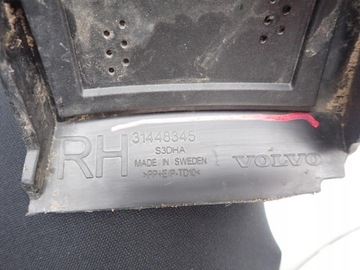 RH
31448345
S3DHA
MADE IN SWEDEN
>PP+E/P-TD10<
VOLVO